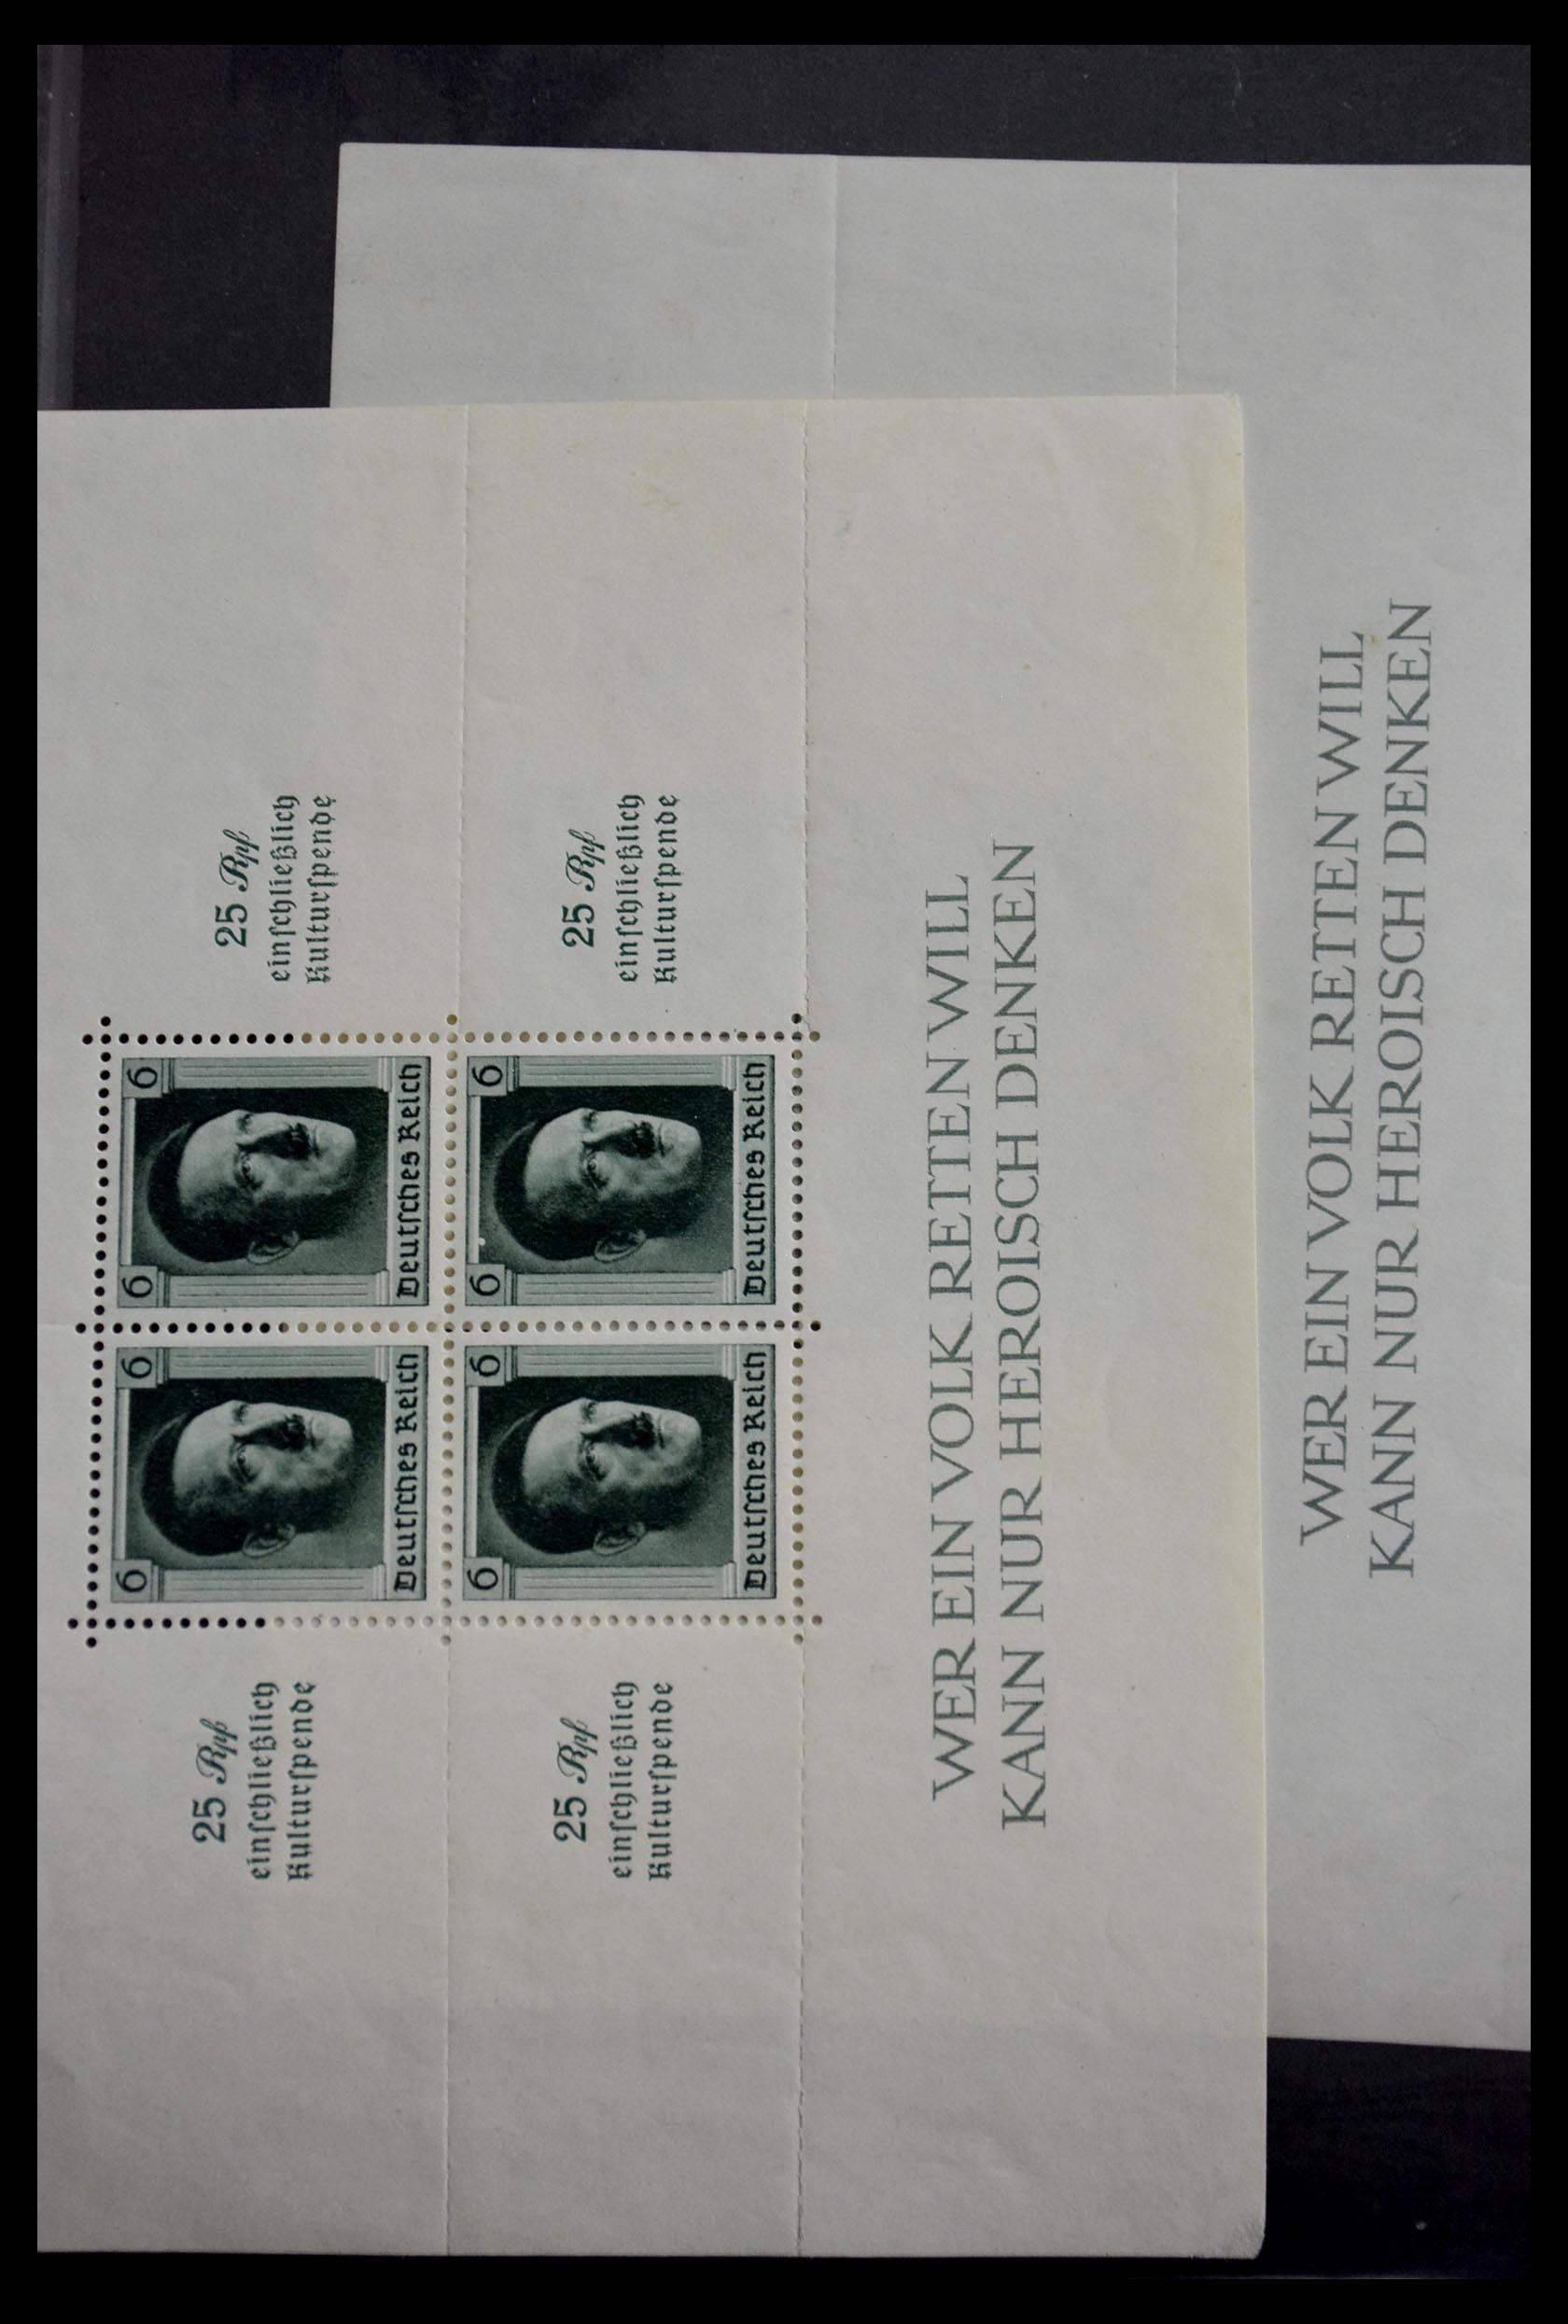 25 Rpf
einſchließlich
Kulturſpende
25 Rpf
einſchließlich
Kulturſpende
6 6
Deutſches Reich
6 6
Deutſches Reich
6 6
Deutſches Reich
6 6
Deutſches Reich
25 Rpf
einſchließlich
Kulturſpende
25 Rpf
einſchließlich
Kulturſpende
WER EIN VOLK RETTEN WILL
KANN NUR HEROISCH DENKEN
WER EIN VOLK RETTEN WILL
KANN NUR HEROISCH DENKEN